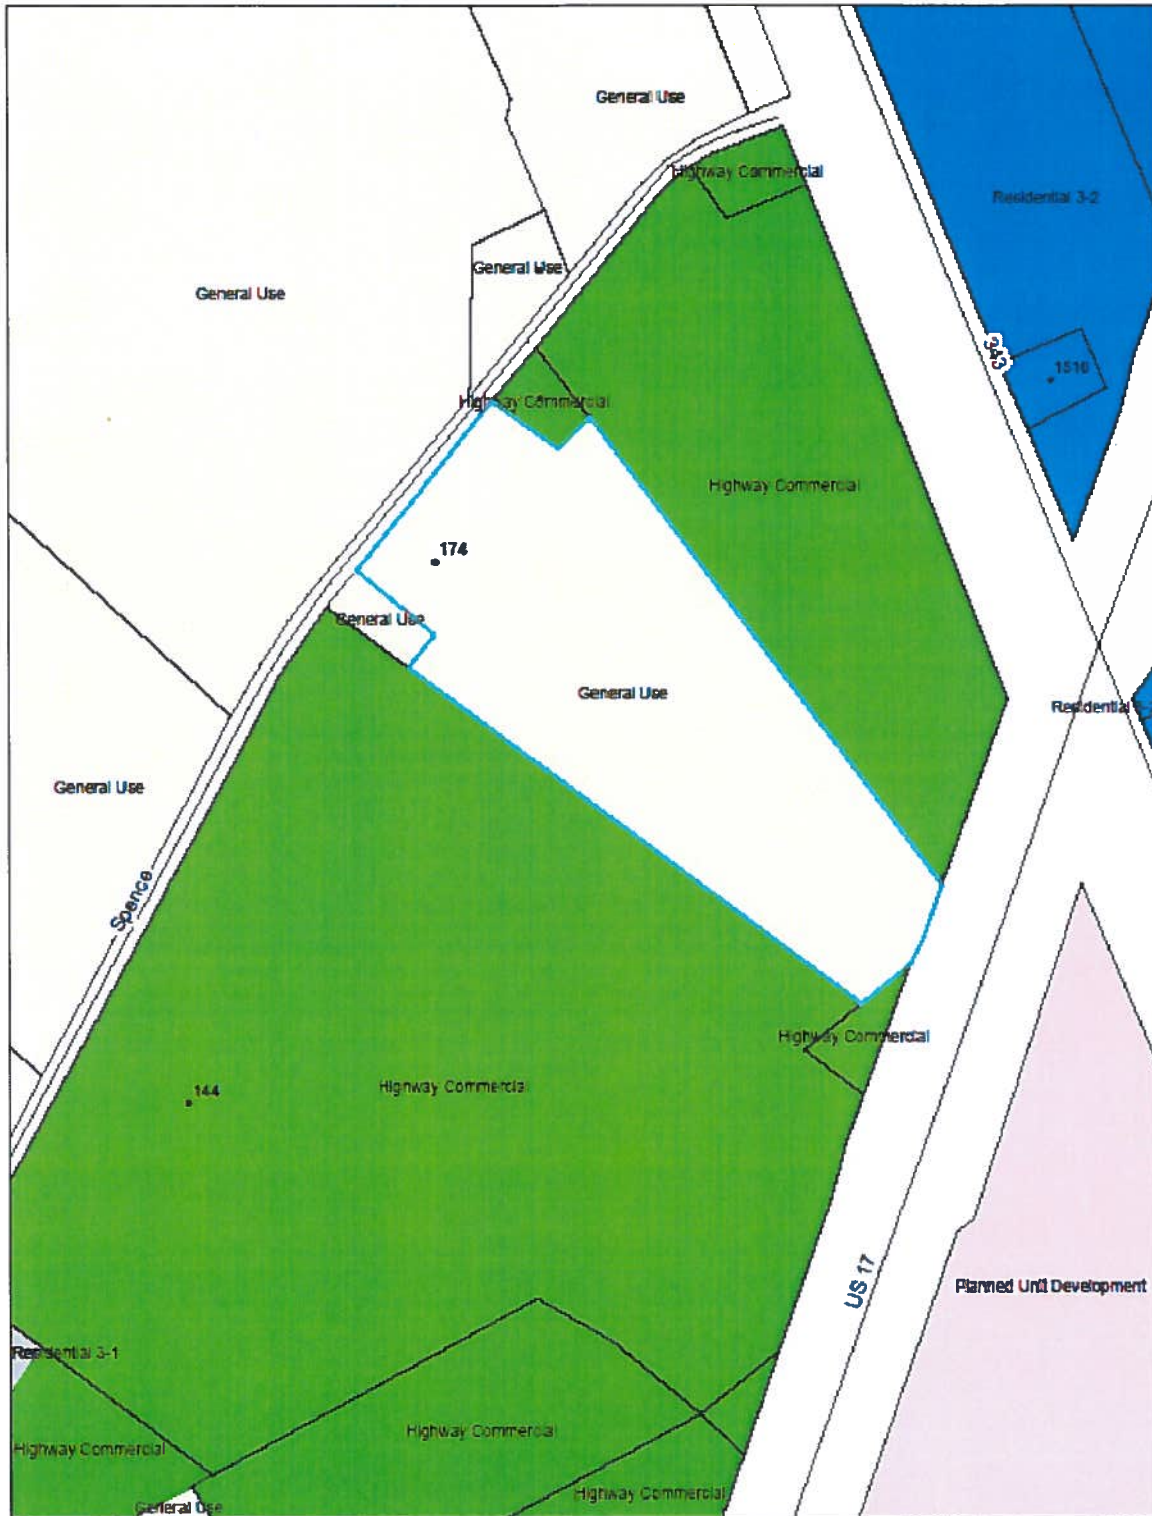 General Use
Highway Commercial
Residential 3-2
General Use
General Use
343
1516
Highway Commercial
Highway Commercial
174
General Use
General Use
Residential
General Use
Spence
Highway Commercial
Highway Commercial
144
US 17
Planned Unit Development
Residential 3-1
Highway Commercial
Highway Commercial
Highway Commercial
General Use